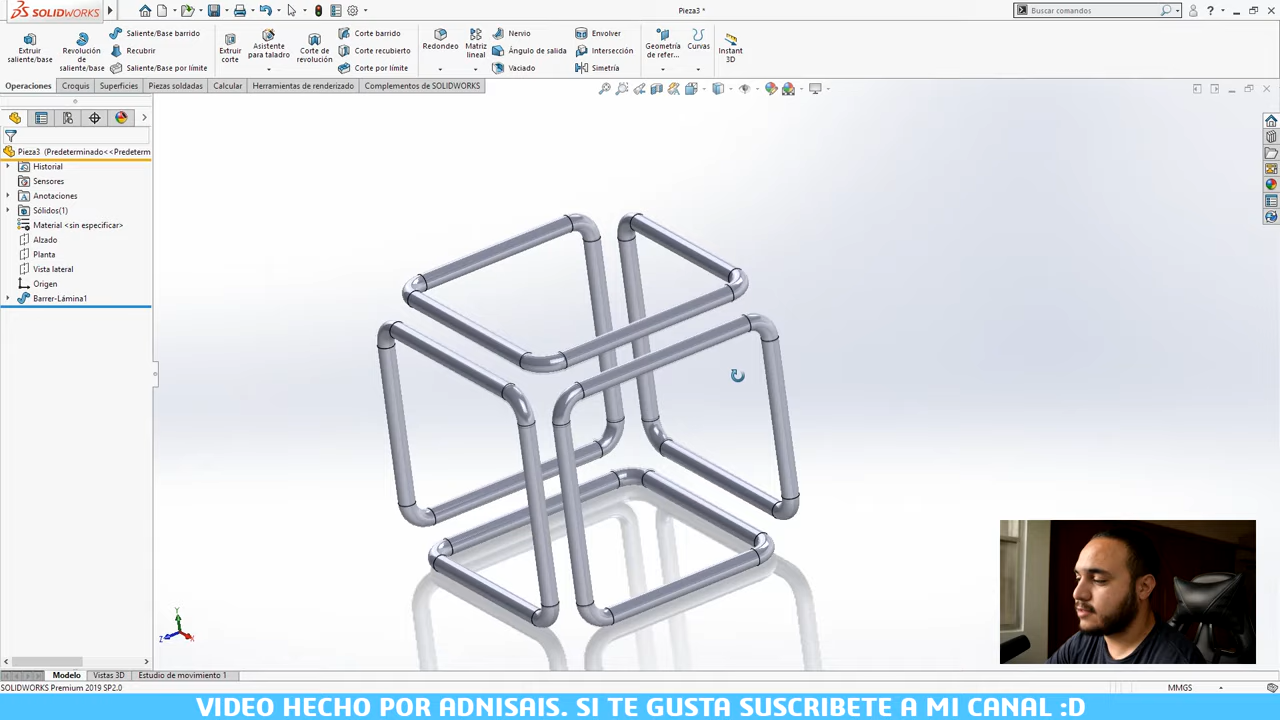 SOLIDWORKS
Pieza3 *
Buscar comandos
Extruir saliente/base
Revolución de saliente/base
Saliente/Base barrido
Recubrir
Saliente/Base por límite
Extruir corte
Asistente para taladro
Corte de revolución
Corte barrido
Corte recubierto
Corte por límite
Redondeo
Matriz lineal
Nervio
Ángulo de salida
Vaciado
Envolver
Intersección
Simetría
Geometría de refer...
Curvas
Instant 3D
Operaciones
Croquis
Superficies
Piezas soldadas
Calcular
Herramientas de renderizado
Complementos de SOLIDWORKS
Pieza3 (Predeterminado<<Predeterm
Historial
Sensores
Anotaciones
Sólidos(1)
Material <sin especificar>
Alzado
Planta
Vista lateral
Origen
Barrer-Lámina1
Y
Z
X
Modelo
Vistas 3D
Estudio de movimiento 1
SOLIDWORKS Premium 2019 SP2.0
MMGS
VIDEO HECHO POR ADNISAIS. SI TE GUSTA SUSCRIBETE A MI CANAL :D